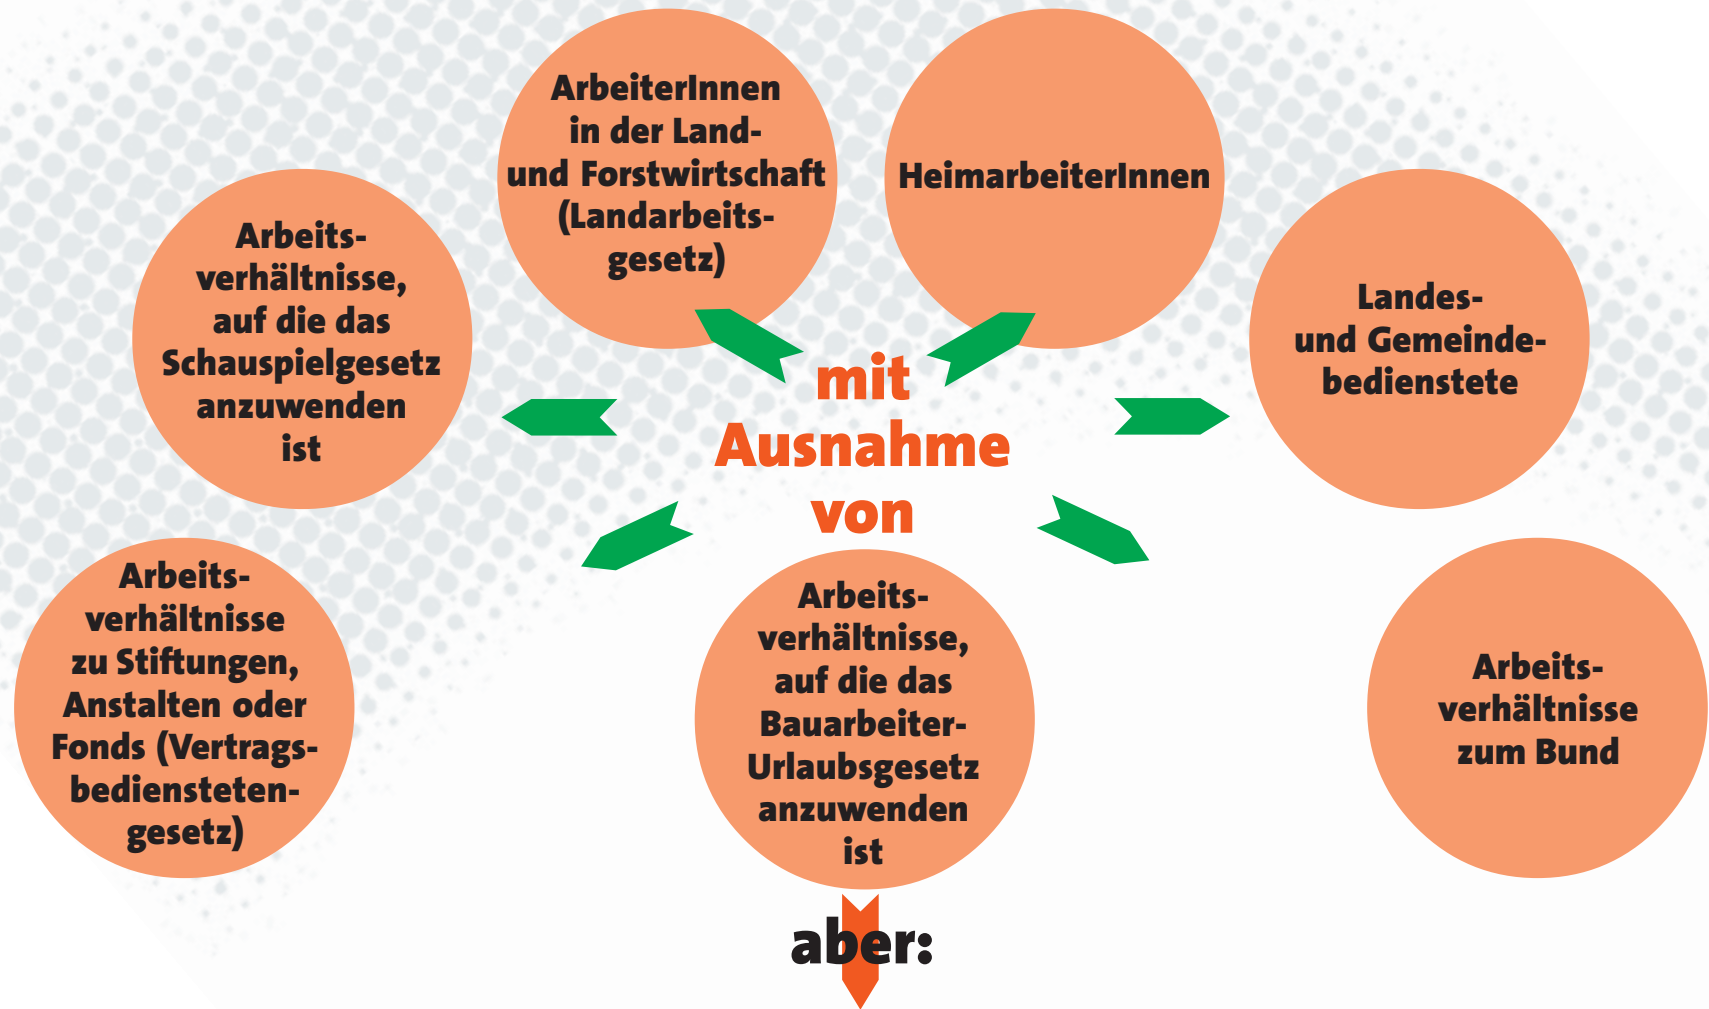 ArbeiterInnen
in der Land-
und Forstwirtschaft
(Landarbeits-
gesetz)
HeimarbeiterInnen
Arbeits-
verhältnisse,
auf die das
Schauspielgesetz
anzuwenden
ist
Landes-
und Gemeinde-
bedienstete
mit
Ausnahme
von
Arbeits-
verhältnisse
zu Stiftungen,
Anstalten oder
Fonds (Vertrags-
bediensteten-
gesetz)
Arbeits-
verhältnisse,
auf die das
Bauarbeiter-
Urlaubsgesetz
anzuwenden
ist
Arbeits-
verhältnisse
zum Bund
aber: